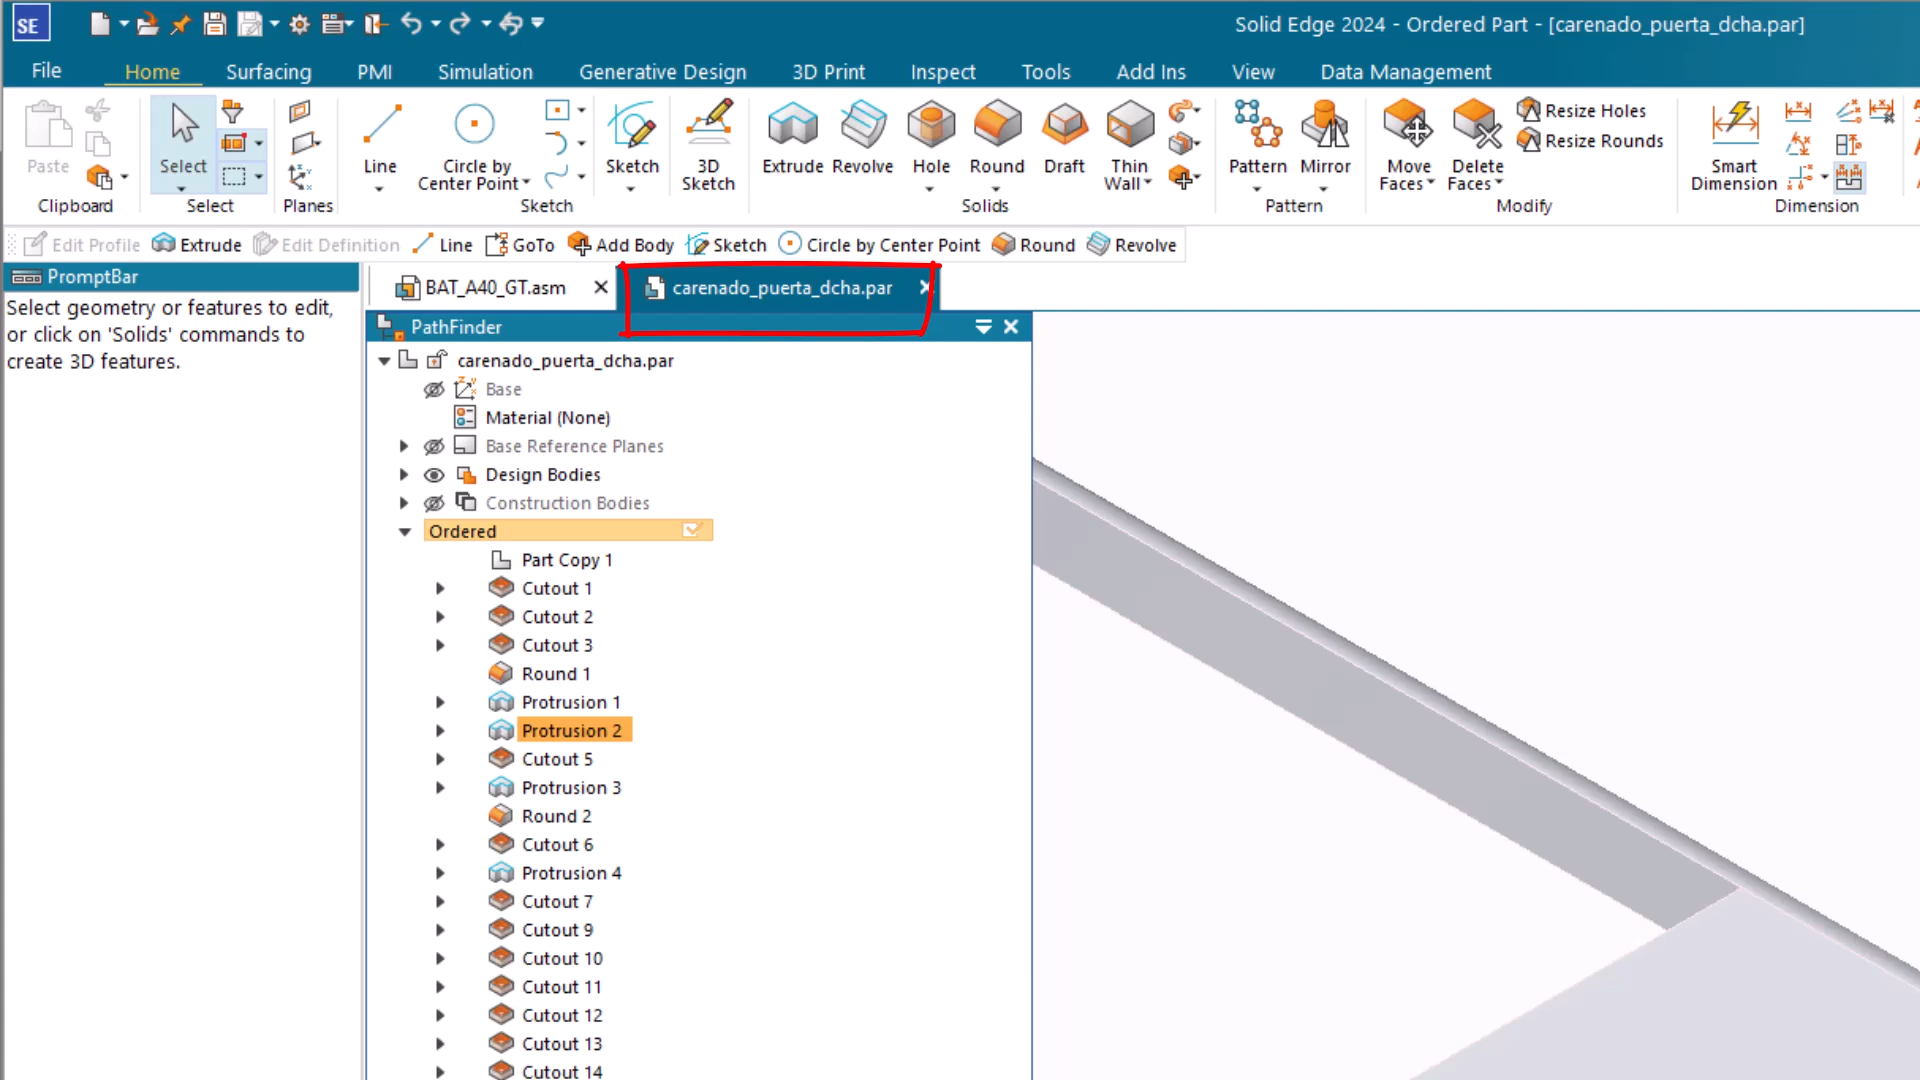 SE
Solid Edge 2024 - Ordered Part - [carenado_puerta_dcha.par]
File Home Surfacing PMI Simulation Generative Design 3D Print Inspect Tools Add Ins View Data Management
Paste
Select
Line
Circle by Center Point
Sketch
3D Sketch
Extrude
Revolve
Hole
Round
Draft
Thin Wall
Pattern
Mirror
Move Faces
Delete Faces
Resize Holes
Resize Rounds
Smart Dimension
Clipboard Select Planes Sketch Solids Pattern Modify Dimension
Edit Profile Extrude Edit Definition Line GoTo Add Body Sketch Circle by Center Point Round Revolve
PromptBar
Select geometry or features to edit,
or click on 'Solids' commands to
create 3D features.
BAT_A40_GT.asm
carenado_puerta_dcha.par
PathFinder
carenado_puerta_dcha.par
Base
Material (None)
Base Reference Planes
Design Bodies
Construction Bodies
Ordered
Part Copy 1
Cutout 1
Cutout 2
Cutout 3
Round 1
Protrusion 1
Protrusion 2
Cutout 5
Protrusion 3
Round 2
Cutout 6
Protrusion 4
Cutout 7
Cutout 9
Cutout 10
Cutout 11
Cutout 12
Cutout 13
Cutout 14